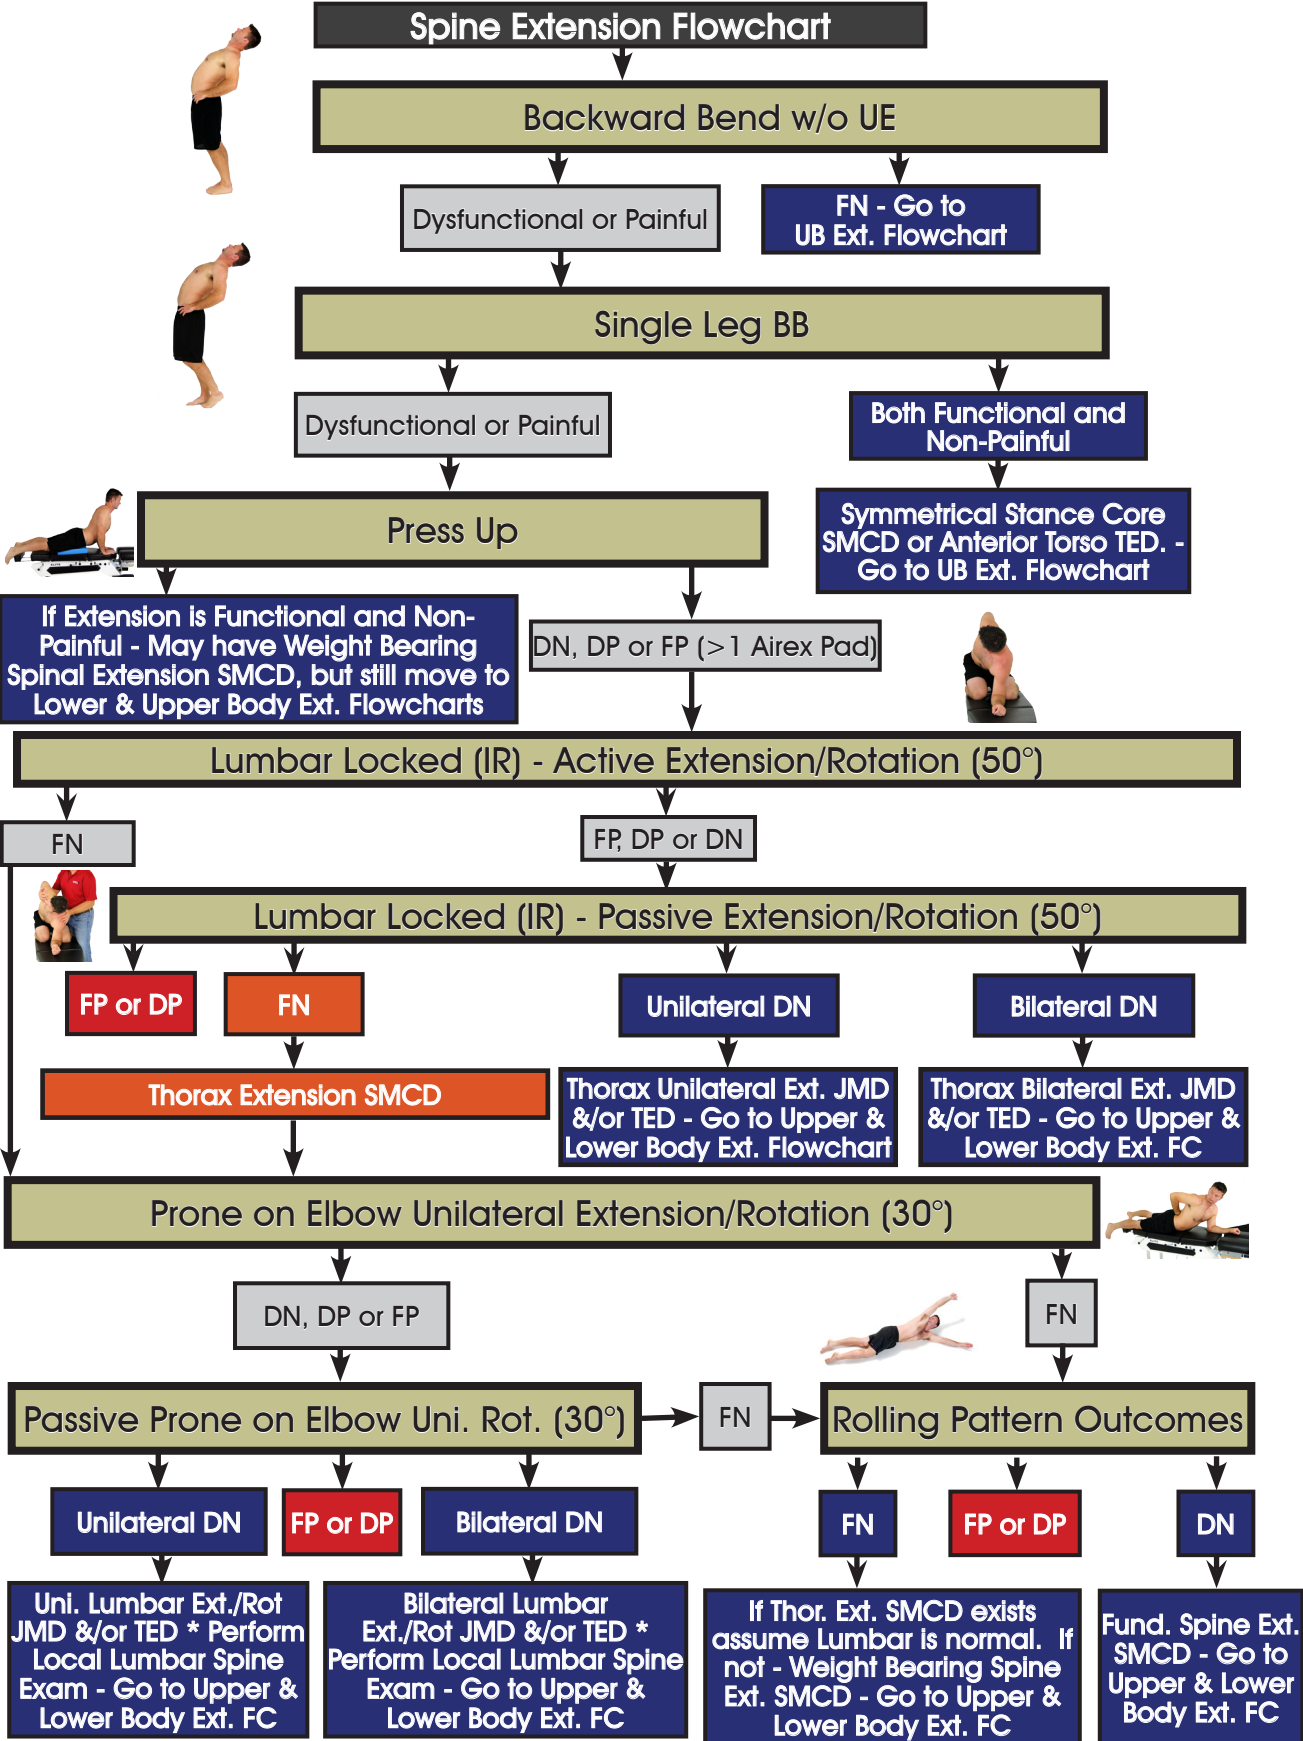 Spine Extension Flowchart
Backward Bend w/o UE
Dysfunctional or Painful
FN - Go to
UB Ext. Flowchart
Single Leg BB
Dysfunctional or Painful
Both Functional and
Non-Painful
Press Up
Symmetrical Stance Core
SMCD or Anterior Torso TED. -
Go to UB Ext. Flowchart
If Extension is Functional and Non-
Painful - May have Weight Bearing
Spinal Extension SMCD, but still move to
Lower & Upper Body Ext. Flowcharts
DN, DP or FP (>1 Airex Pad)
Lumbar Locked (IR) - Active Extension/Rotation (50°)
FN
FP, DP or DN
Lumbar Locked (IR) - Passive Extension/Rotation (50°)
FP or DP
FN
Unilateral DN
Bilateral DN
Thorax Extension SMCD
Thorax Unilateral Ext. JMD
&/or TED - Go to Upper &
Lower Body Ext. Flowchart
Thorax Bilateral Ext. JMD
&/or TED - Go to Upper &
Lower Body Ext. FC
Prone on Elbow Unilateral Extension/Rotation (30°)
DN, DP or FP
FN
Passive Prone on Elbow Uni. Rot. (30°)
FN
Rolling Pattern Outcomes
Unilateral DN
FP or DP
Bilateral DN
FN
FP or DP
DN
Uni. Lumbar Ext./Rot
JMD &/or TED * Perform
Local Lumbar Spine
Exam - Go to Upper &
Lower Body Ext. FC
Bilateral Lumbar
Ext./Rot JMD &/or TED *
Perform Local Lumbar Spine
Exam - Go to Upper &
Lower Body Ext. FC
If Thor. Ext. SMCD exists
assume Lumbar is normal.  If
not - Weight Bearing Spine
Ext. SMCD - Go to Upper &
Lower Body Ext. FC
Fund. Spine Ext.
SMCD - Go to
Upper & Lower
Body Ext. FC